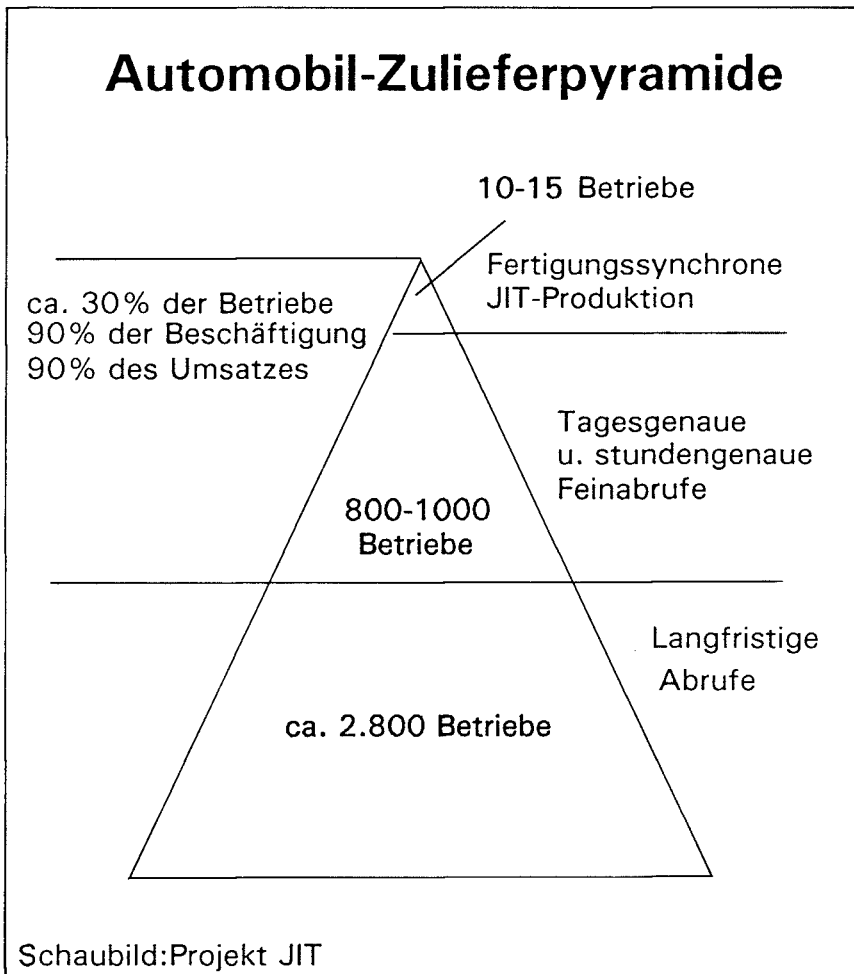 Automobil-Zulieferpyramide
10-15 Betriebe
Fertigungssynchrone
JIT-Produktion
ca. 30% der Betriebe
90% der Beschäftigung
90% des Umsatzes
Tagesgenaue
u. stundengenaue
Feinabrufe
800-1000
Betriebe
Langfristige
Abrufe
ca. 2.800 Betriebe
Schaubild:Projekt JIT